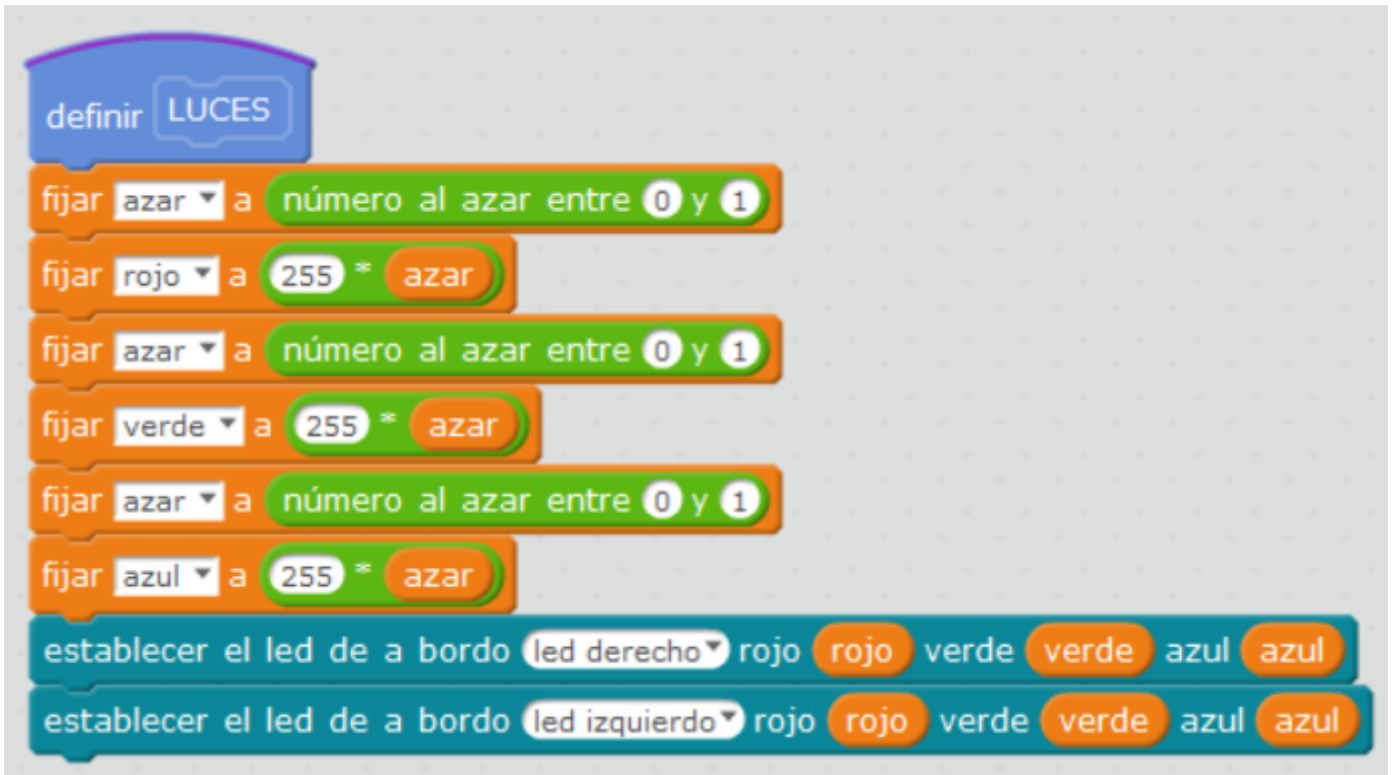 definir LUCES
fijar azar a número al azar entre 0 y 1
fijar rojo a 255 * azar
fijar azar a número al azar entre 0 y 1
fijar verde a 255 * azar
fijar azar a número al azar entre 0 y 1
fijar azul a 255 * azar
establecer el led de a bordo led derecho rojo rojo verde verde azul azul
establecer el led de a bordo led izquierdo rojo rojo verde verde azul azul